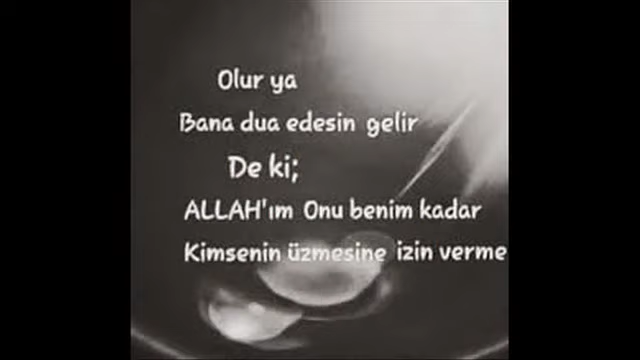 Olur ya
Bana dua edesin gelir
De ki;
ALLAH'ım Onu benim kadar
Kimsenin üzmesine izin verme